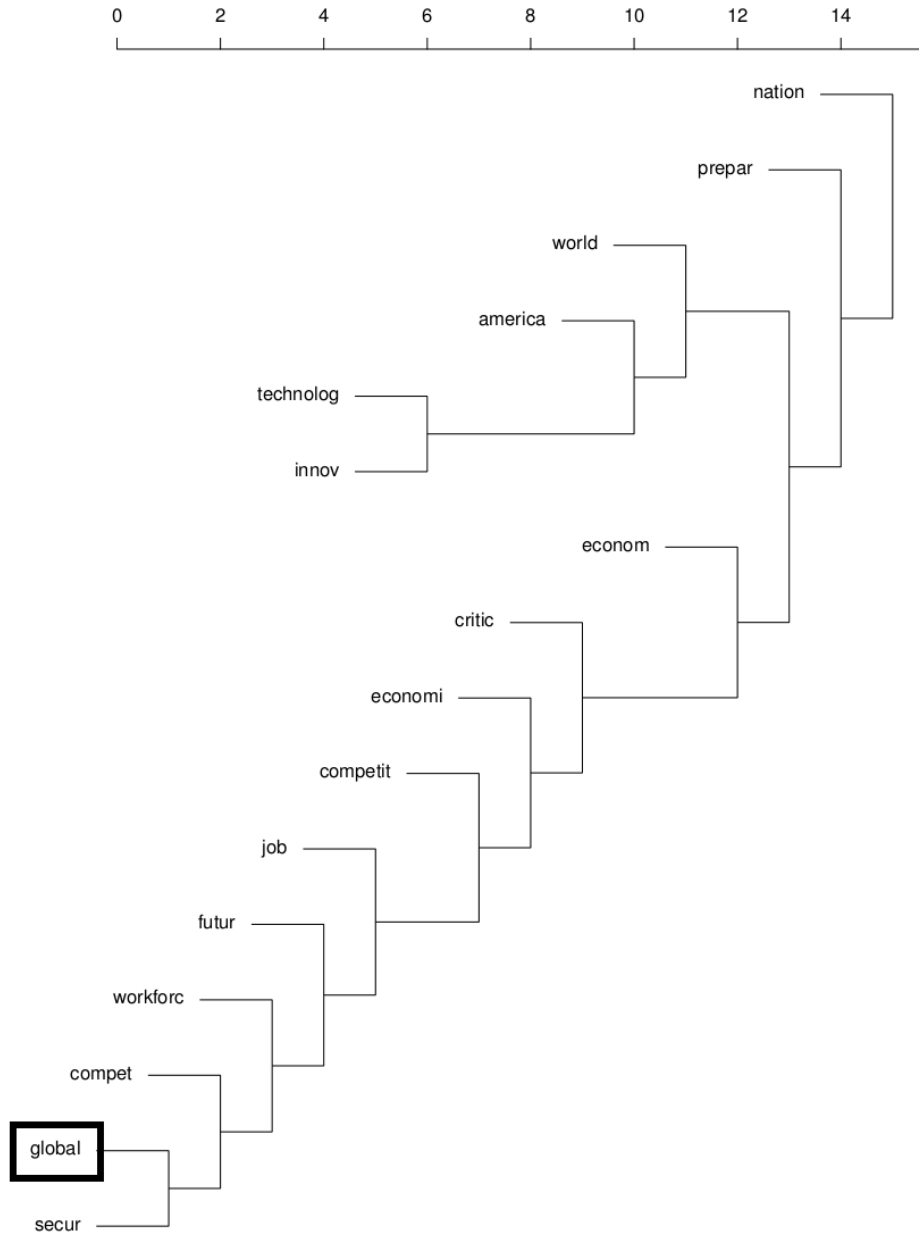 0 2 4 6 8 10 12 14
nation
prepar
world
america
technolog
innov
econom
critic
economi
competit
job
futur
workforc
compet
global
secur